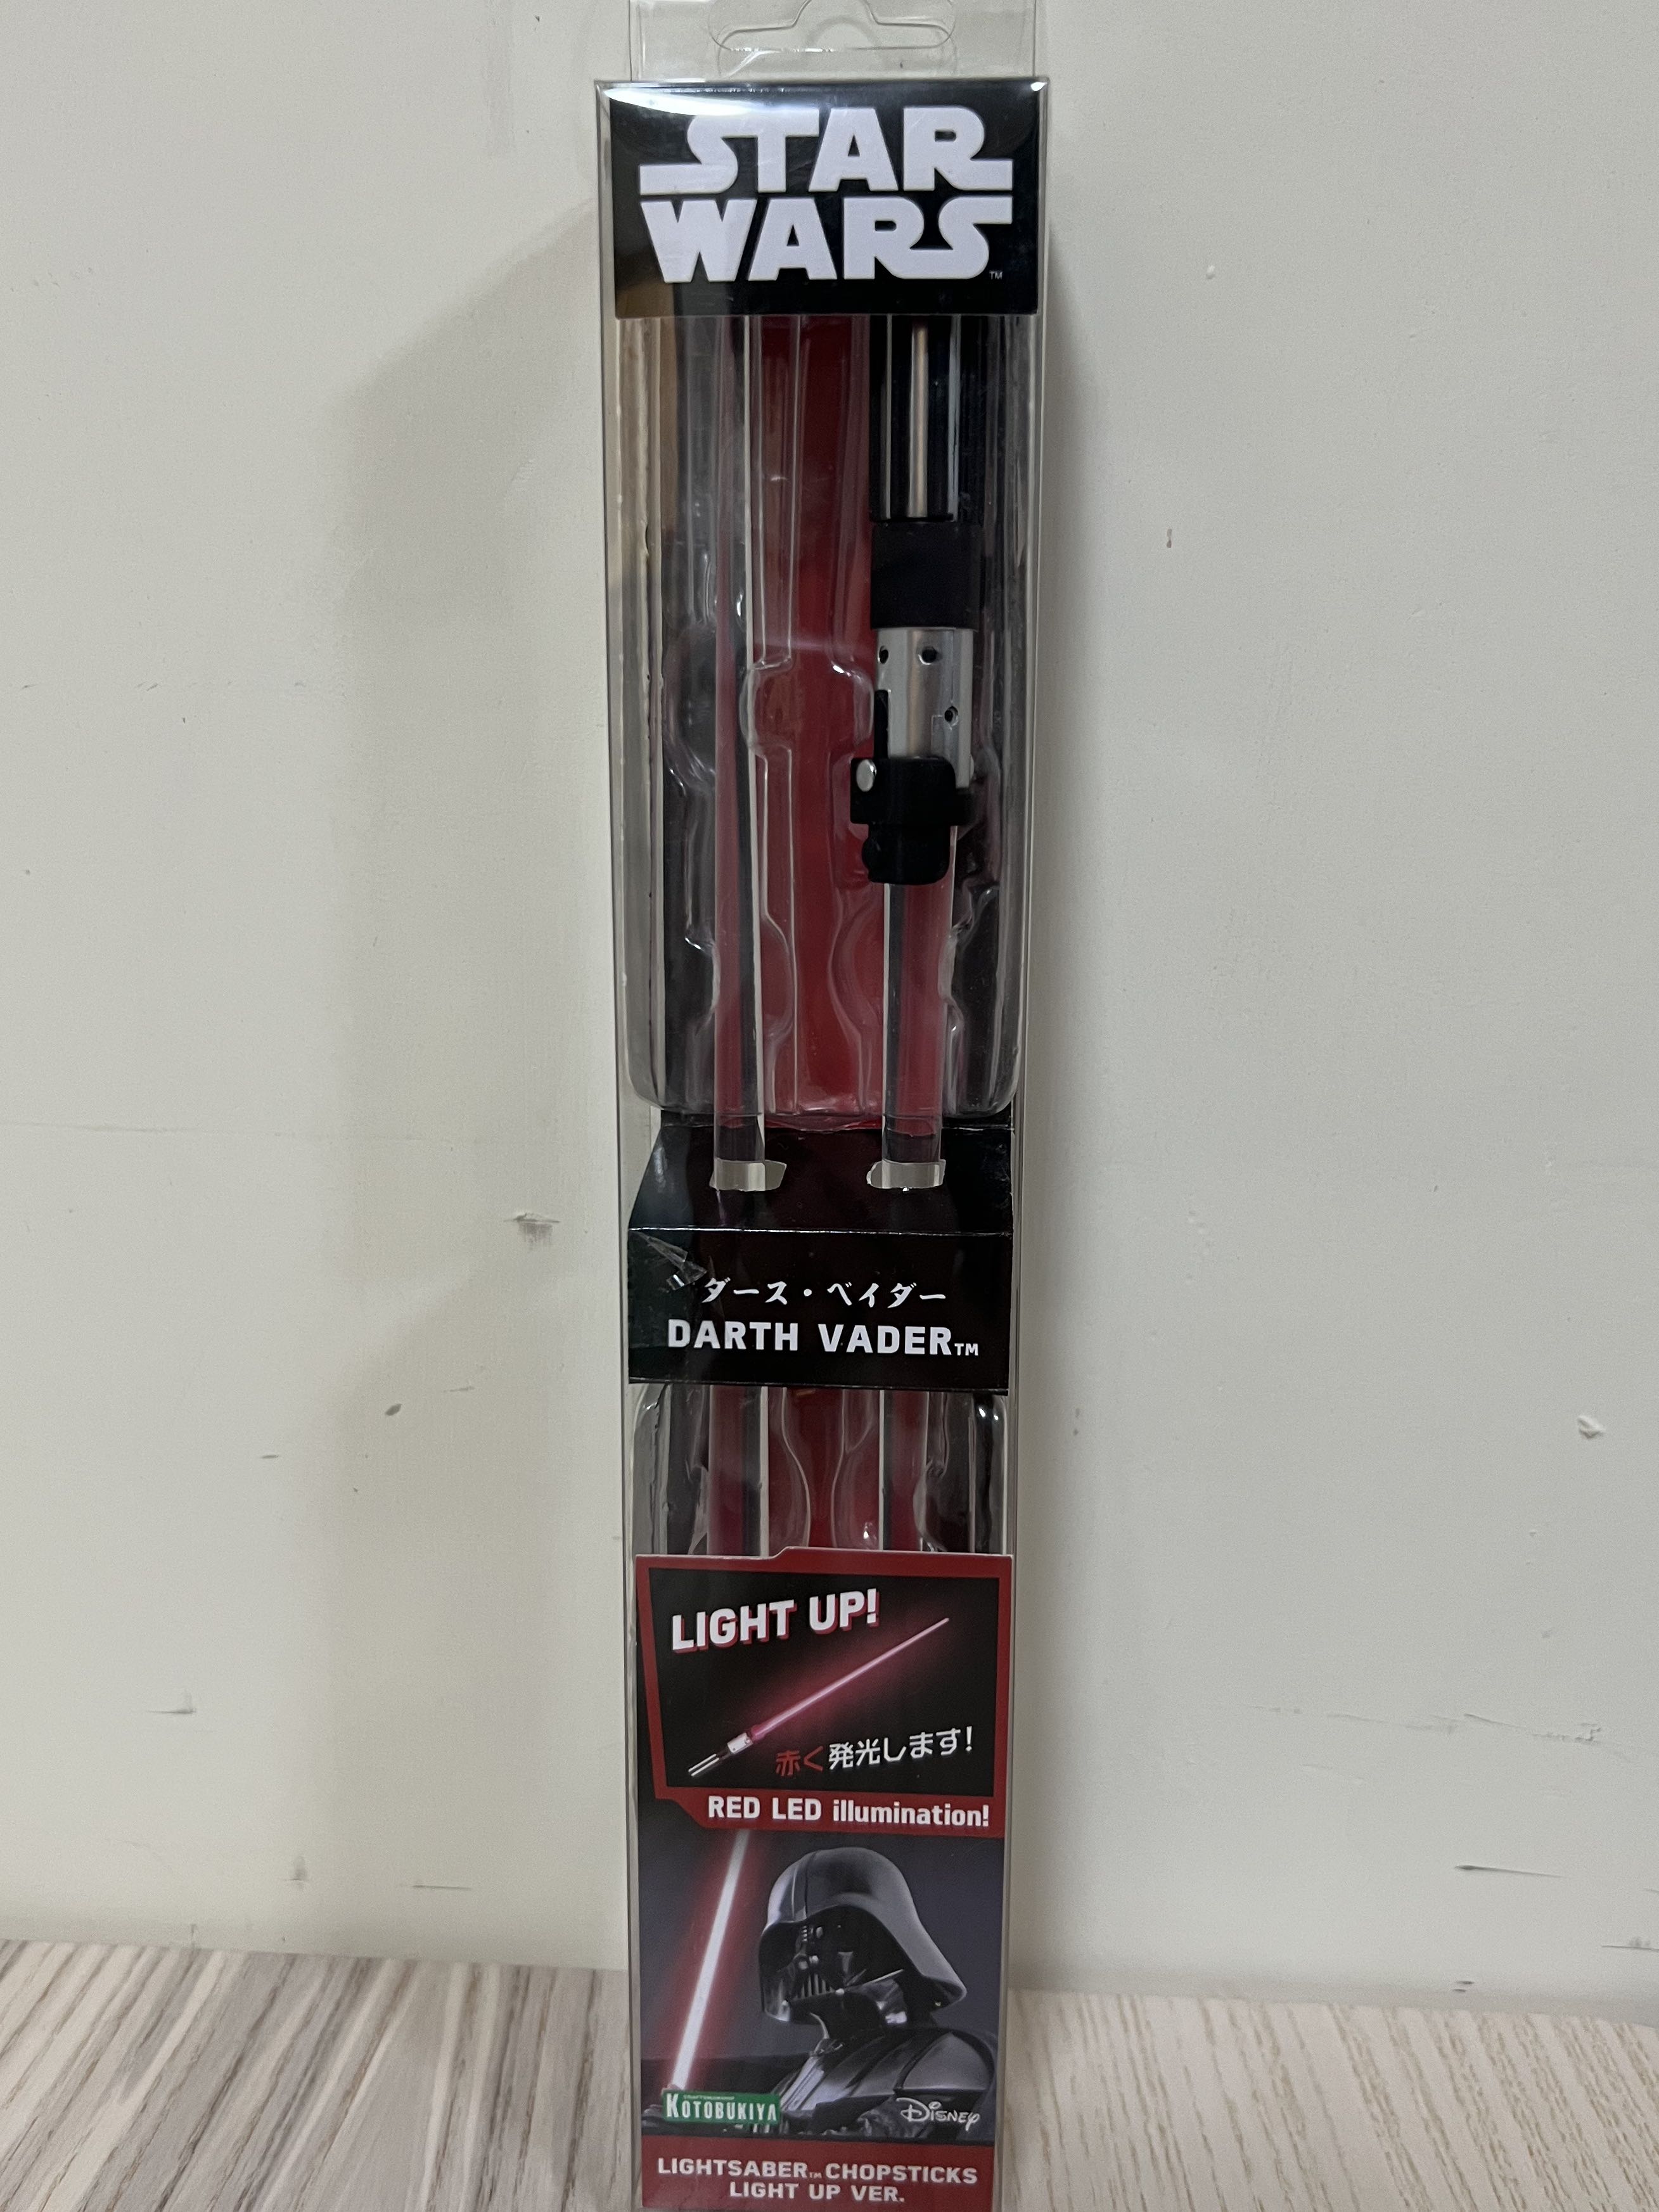 STAR
WARS
™
ダース・ベイダー
DARTH VADER™
LIGHT UP!
赤く発光します!
RED LED illumination!
KOTOBUKIYA
DISNEY
LIGHTSABER™ CHOPSTICKS
LIGHT UP VER.